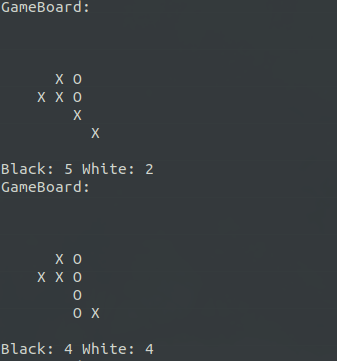 GameBoard:
X O
X X O
X
X
Black: 5 White: 2
GameBoard:
X O
X X O
O
O X
Black: 4 White: 4